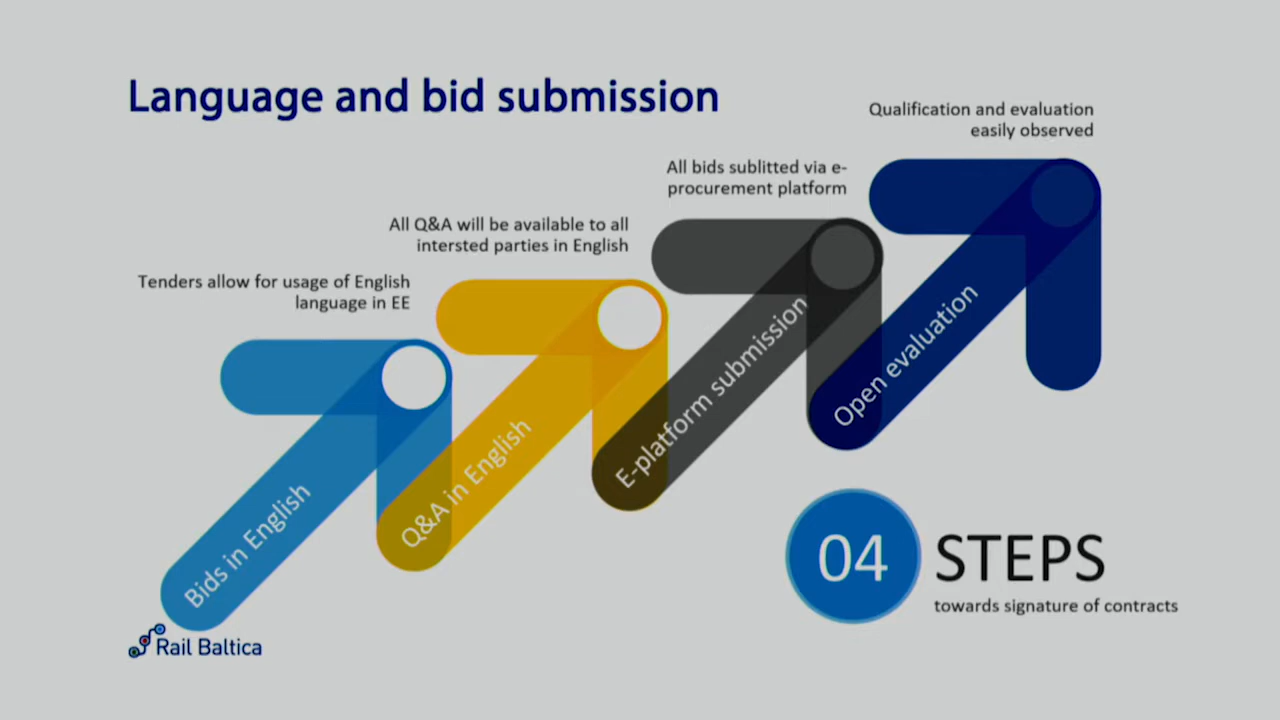 Language and bid submission
Tenders allow for usage of English
language in EE
Bids in English
All Q&A will be available to all
intersted parties in English
Q&A in English
All bids sublitted via e-
procurement platform
E-platform submission
Qualification and evaluation
easily observed
Open evaluation
04
STEPS
towards signature of contracts
Rail Baltica